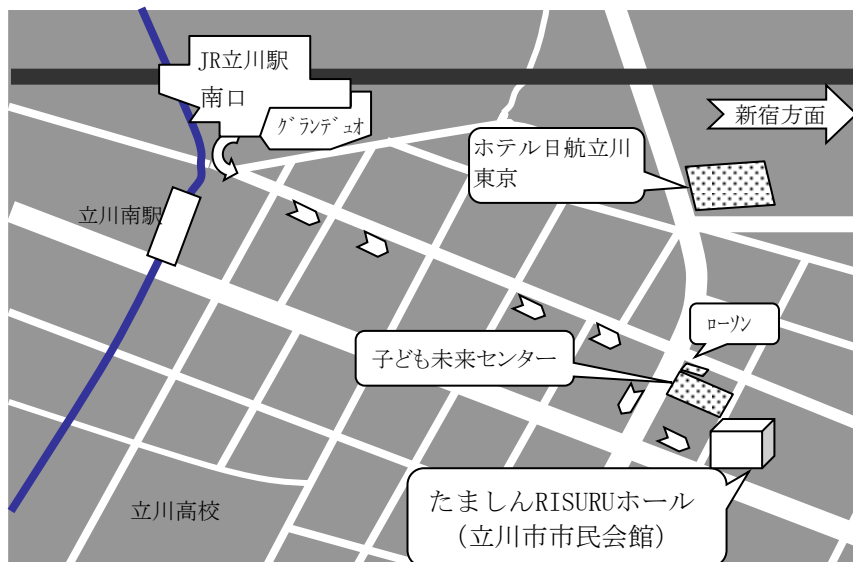 JR立川駅
南口
グランデュオ
新宿方面
ホテル日航立川
東京
立川南駅
ローソン
子ども未来センター
たましんRISURUホール
（立川市市民会館）
立川高校